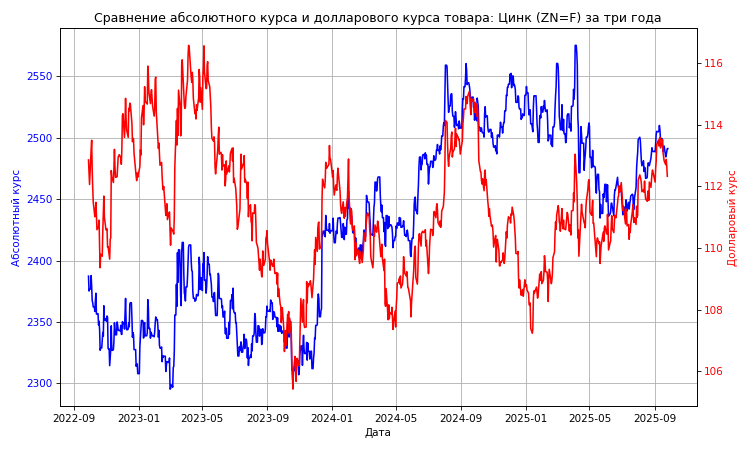 Сравнение абсолютного курса и долларового курса товара: Цинк (ZN=F) за три года
Абсолютный курс
2550
2500
2450
2400
2350
2300
116
114
112
110
108
106
Долларовый курс
2022-09 2023-01 2023-05 2023-09 2024-01 2024-05 2024-09 2025-01 2025-05 2025-09
Дата